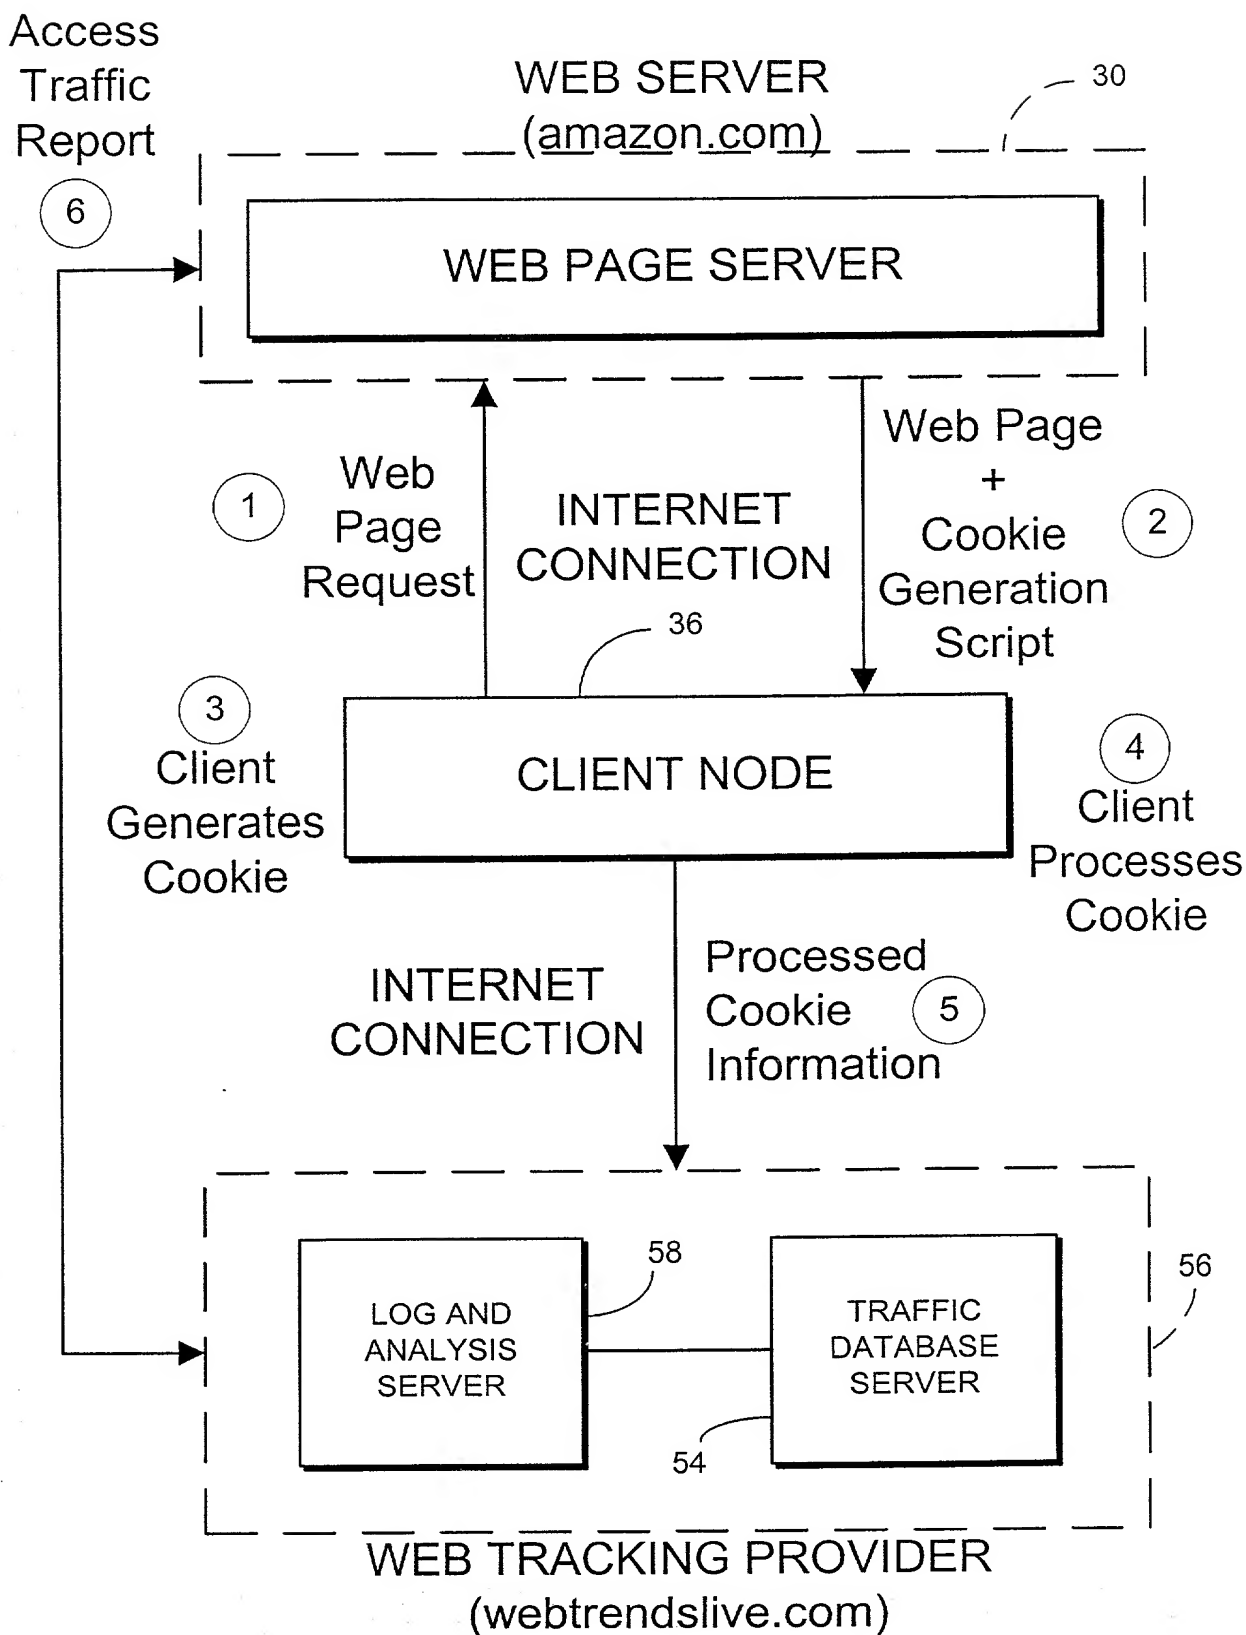 Access
Traffic
Report
6
WEB SERVER
(amazon.com)
30
WEB PAGE SERVER
1
Web
Page
Request
INTERNET
CONNECTION
Web Page
+
Cookie
Generation
Script
2
36
3
Client
Generates
Cookie
CLIENT NODE
4
Client
Processes
Cookie
INTERNET
CONNECTION
Processed
Cookie
Information
5
LOG AND
ANALYSIS
SERVER
58
TRAFFIC
DATABASE
SERVER
54
56
WEB TRACKING PROVIDER
(webtrendslive.com)